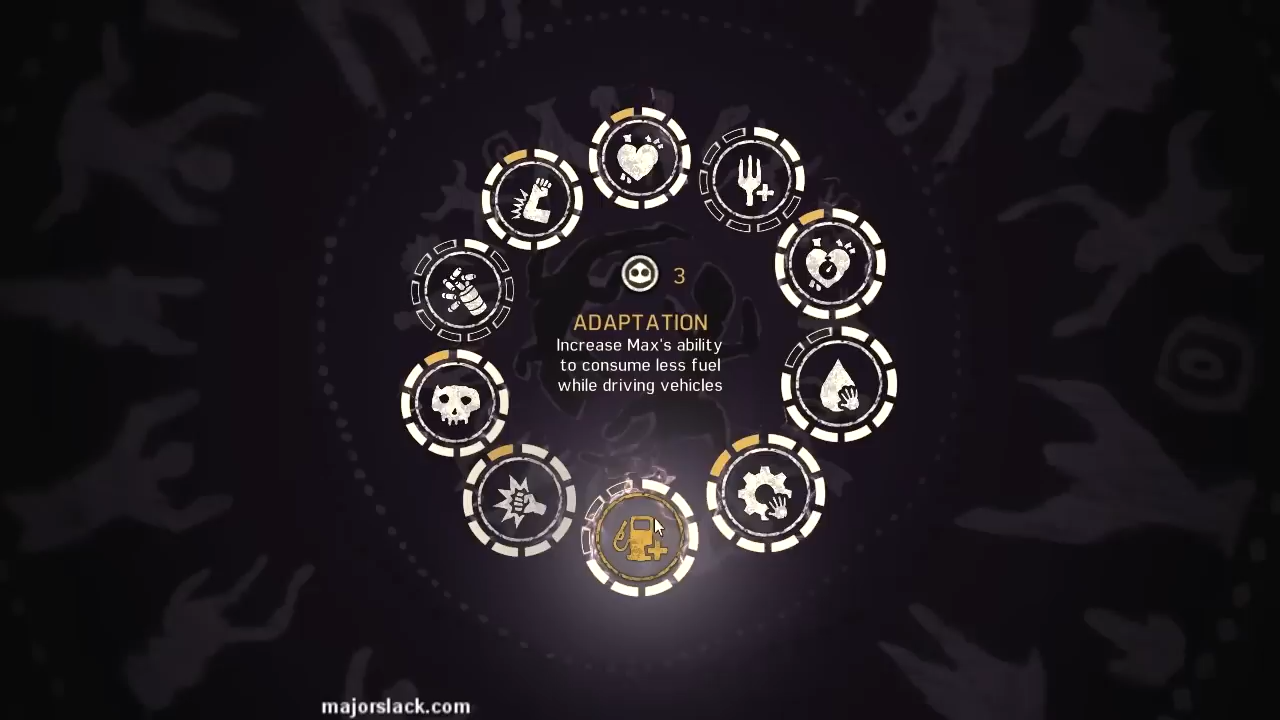 3
ADAPTATION
Increase Max's ability
to consume less fuel
while driving vehicles
majorslack.com